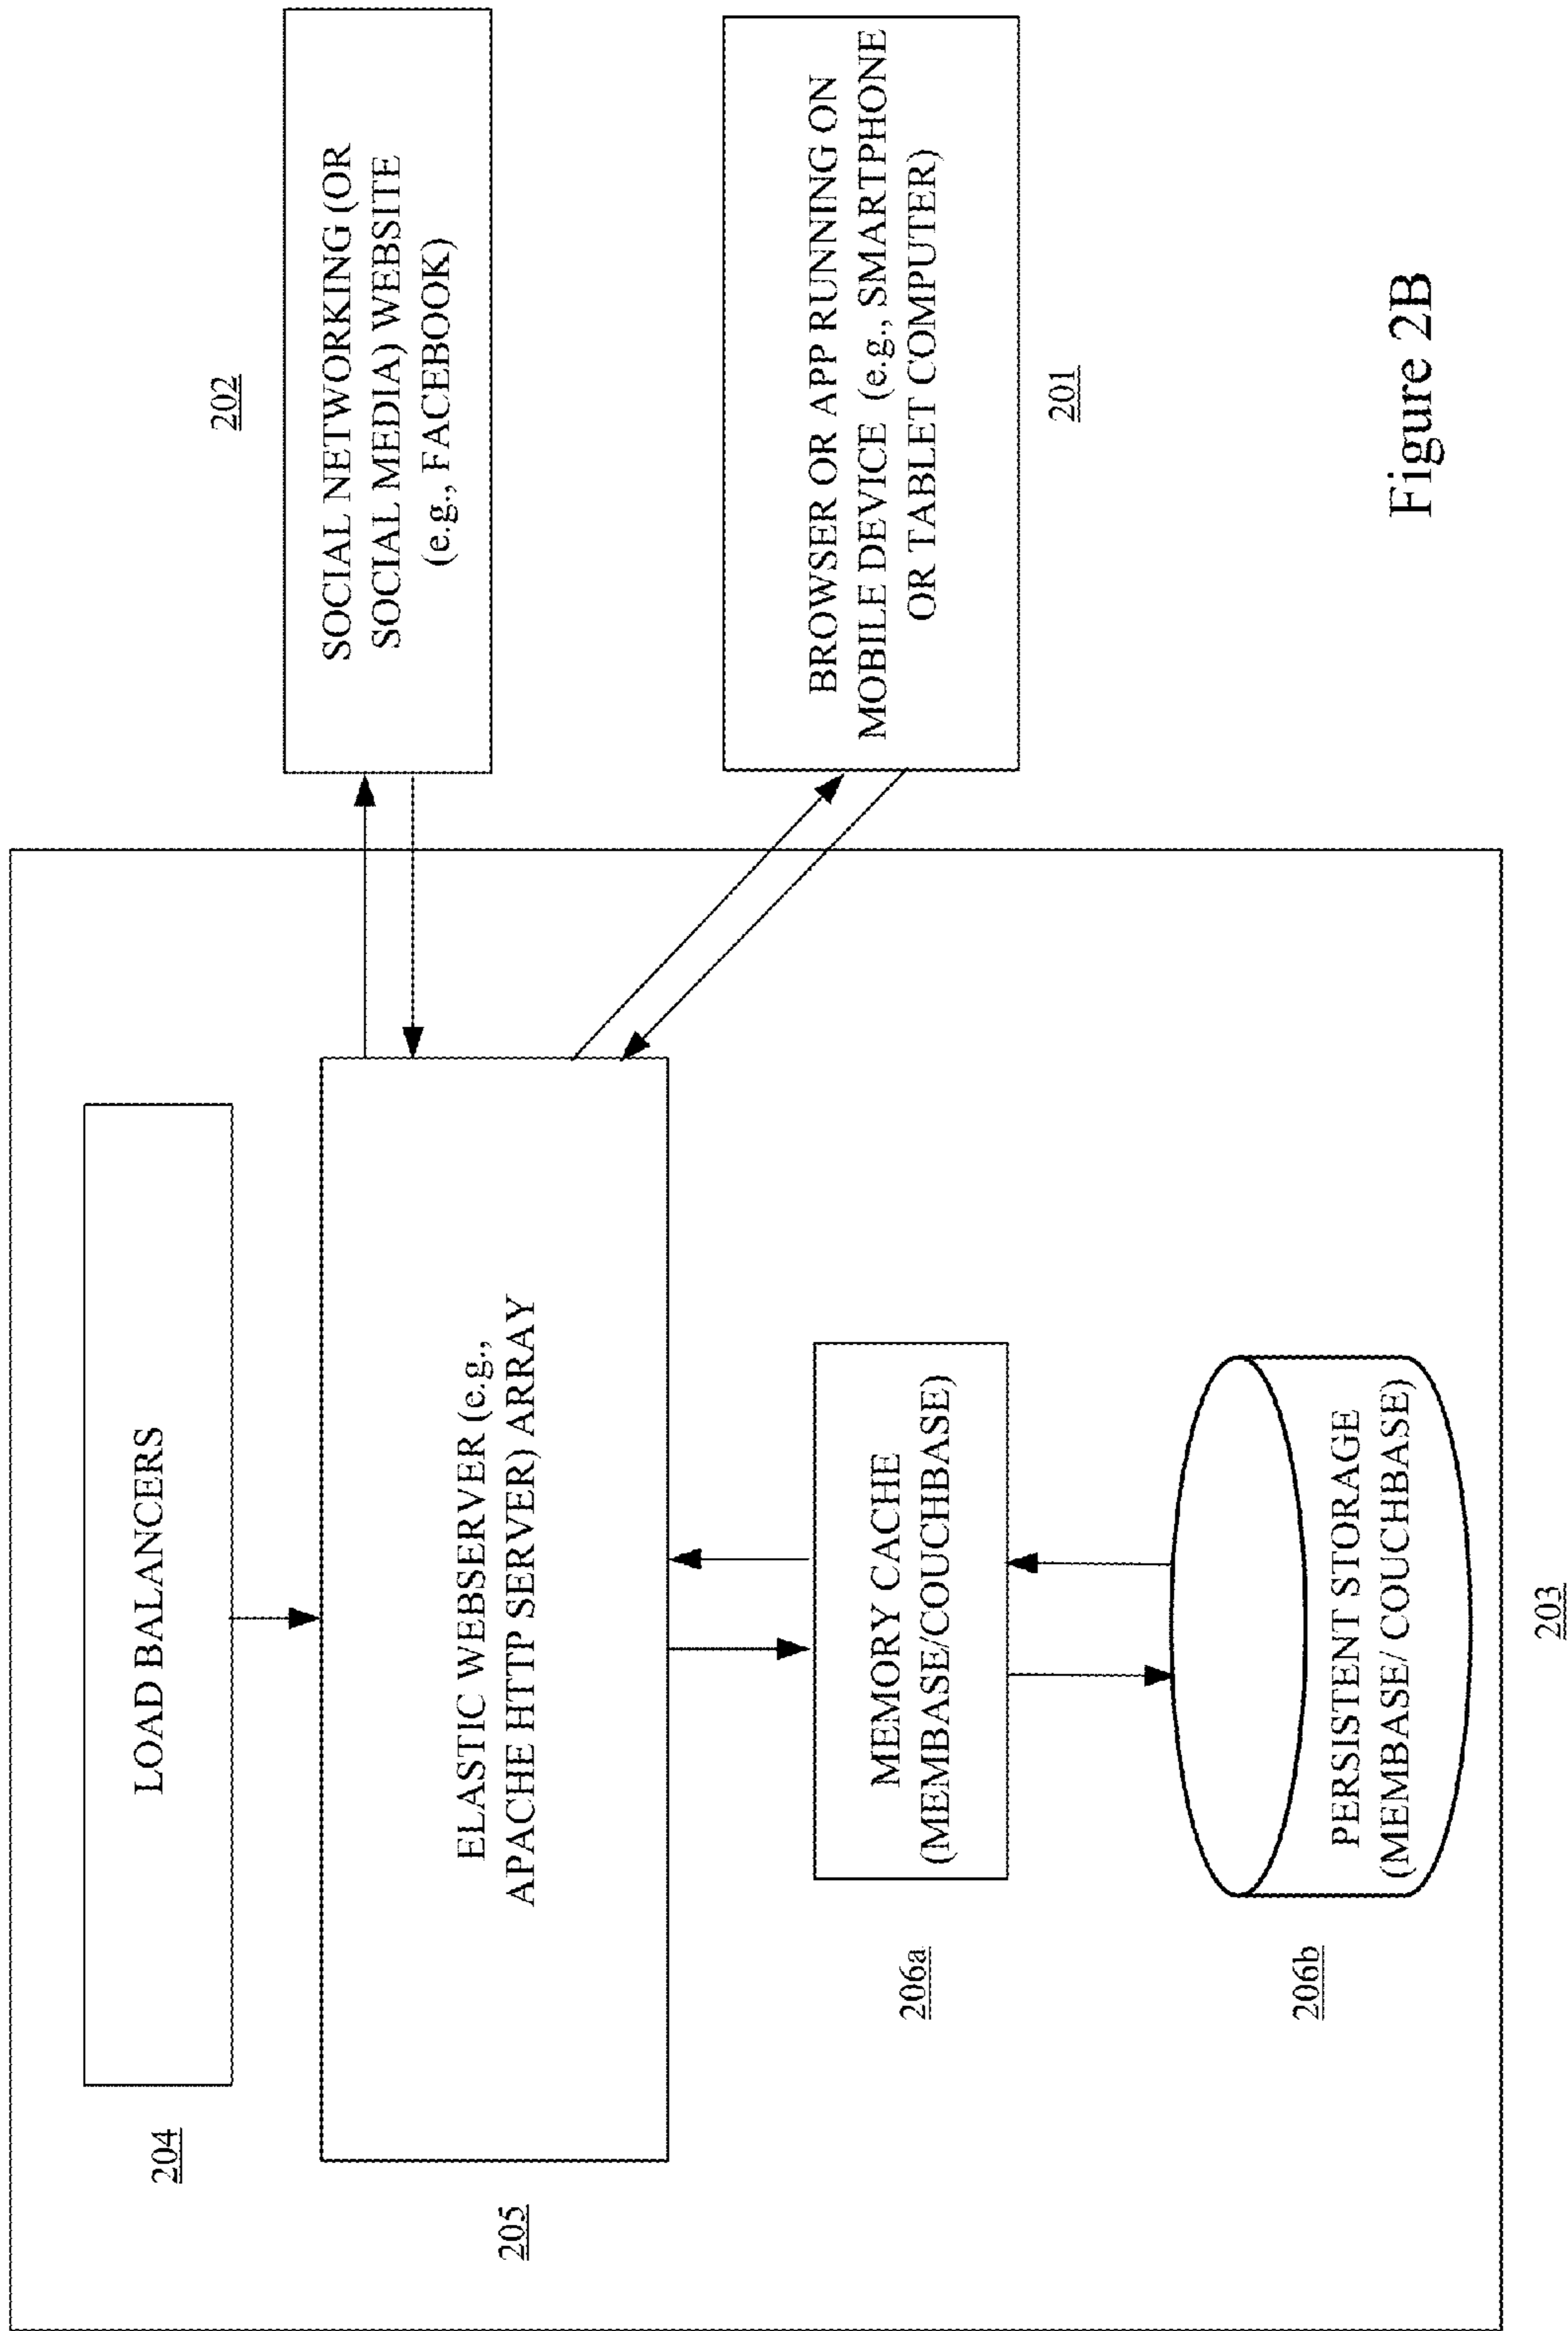 204
LOAD BALANCERS
205
ELASTIC WEBSERVER (e.g.,
APACHE HTTP SERVER) ARRAY
206a
MEMORY CACHE
(MEMBASE/COUCHBASE)
206b
PERSISTENT STORAGE
(MEMBASE/ COUCHBASE)
203
202
SOCIAL NETWORKING (OR
SOCIAL MEDIA) WEBSITE
(e.g., FACEBOOK)
BROWSER OR APP RUNNING ON
MOBILE DEVICE (e.g., SMARTPHONE
OR TABLET COMPUTER)
201
Figure 2B